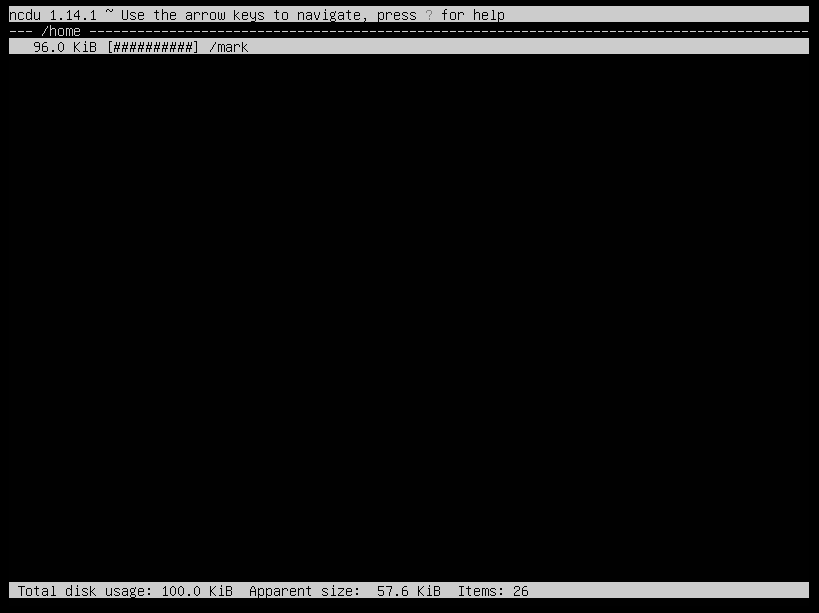 ncdu 1.14.1 ~ Use the arrow keys to navigate, press ? for help
--- /home ------------------------------------------------------------------------------------------
   96.0 KiB [##########] /mark
 Total disk usage: 100.0 KiB  Apparent size:  57.6 KiB  Items: 26